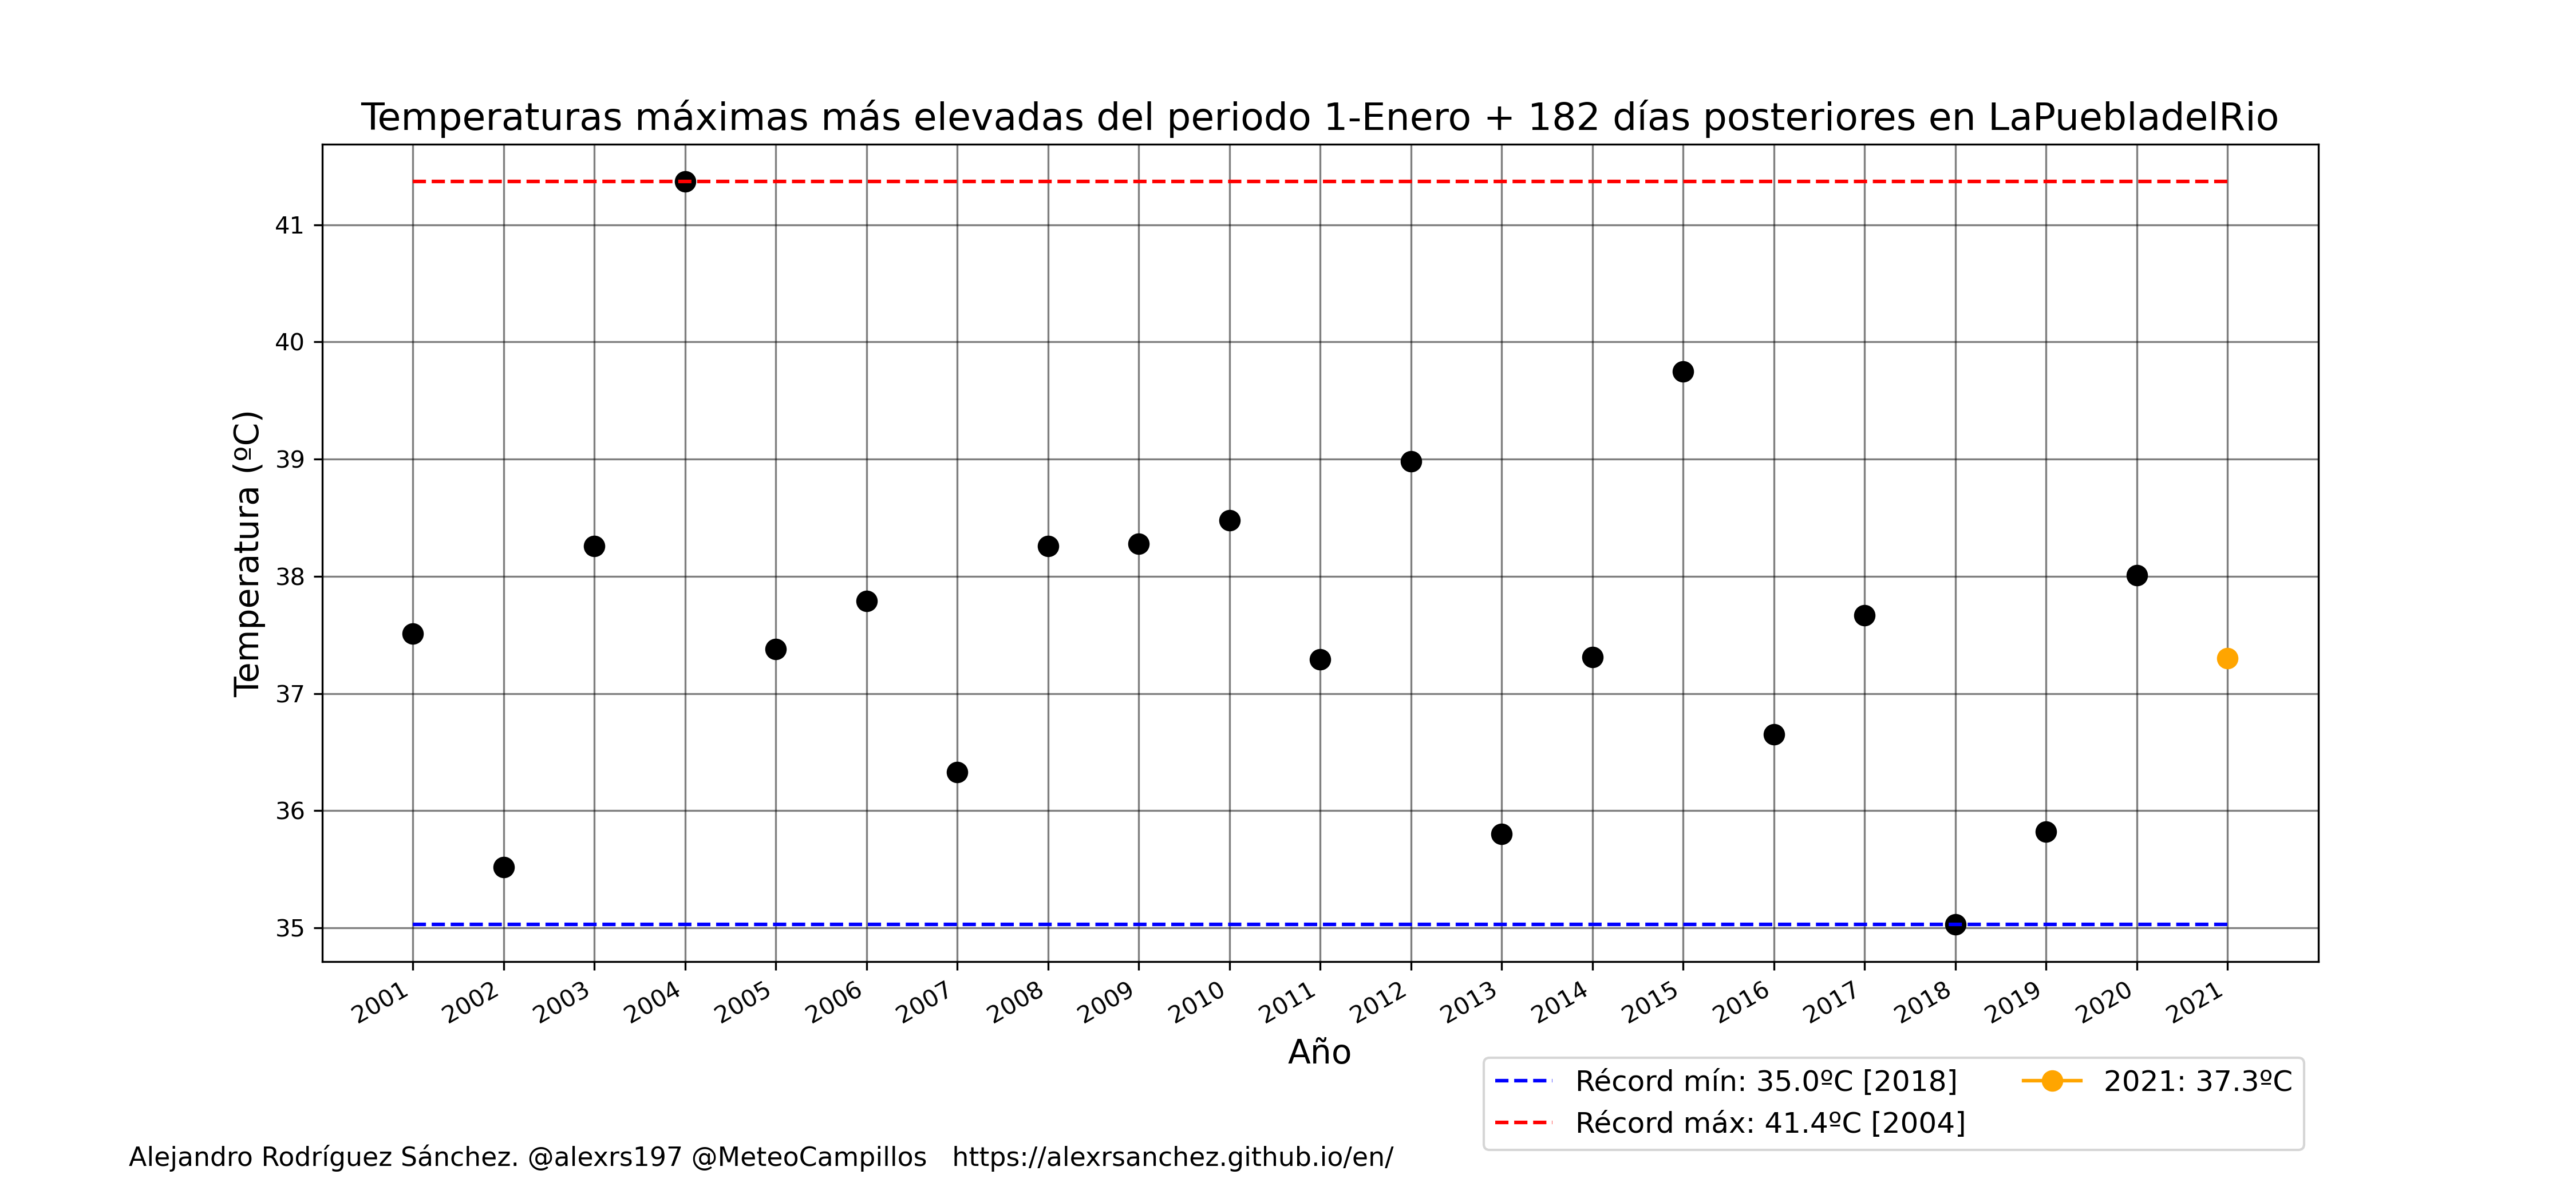 Temperaturas máximas más elevadas del periodo 1-Enero + 182 días posteriores en LaPuebladelRio
Temperatura (ºC)
41
40
39
38
37
36
35
2001 2002 2003 2004 2005 2006 2007 2008 2009 2010 2011 2012 2013 2014 2015 2016 2017 2018 2019 2020 2021
Año
Récord mín: 35.0ºC [2018]
Récord máx: 41.4ºC [2004]
2021: 37.3ºC
Alejandro Rodríguez Sánchez. @alexrs197 @MeteoCampillos https://alexrsanchez.github.io/en/